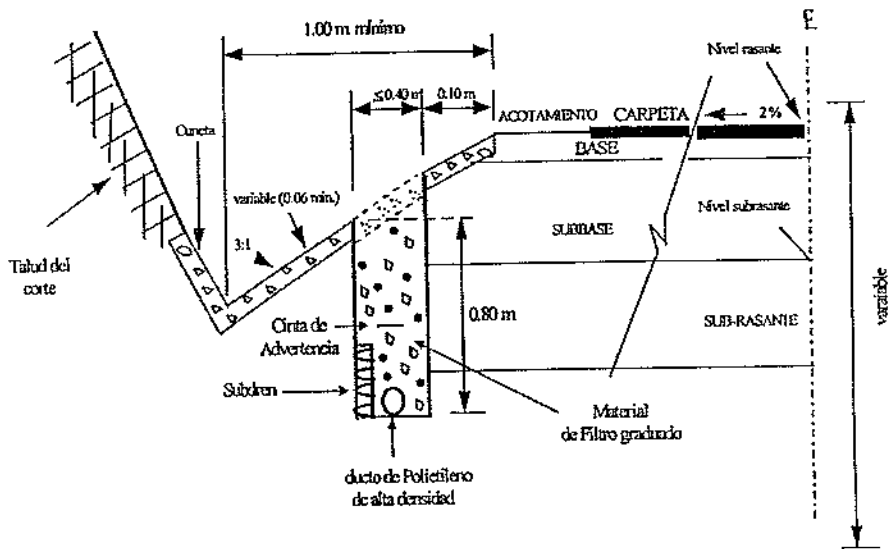 ℄
1.00 m. mínimo
Nivel rasante
≤0.40 m
0.10 m
ACOTAMIENTO
CARPETA
2%
BASE
Cuneta
variable (0.06 min.)
3:1
Nivel subrasante
SUBBASE
Talud del
corte
0.80 m
Cinta de
Advertencia
SUB-RASANTE
variable
Subdren
Material
de Filtro graduado
ducto de Polietileno
de alta densidad